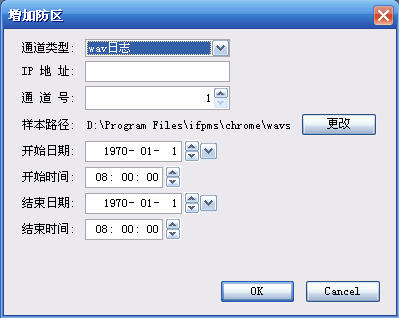 增加防区
通道类型: wav日志
IP 地 址:
通 道 号: 1
样本路径: D:\Program Files\ifpms\chrome\wavs 更改
开始日期: 1970- 01- 1
开始时间: 08: 00: 00
结束日期: 1970- 01- 1
结束时间: 08: 00: 00
OK Cancel